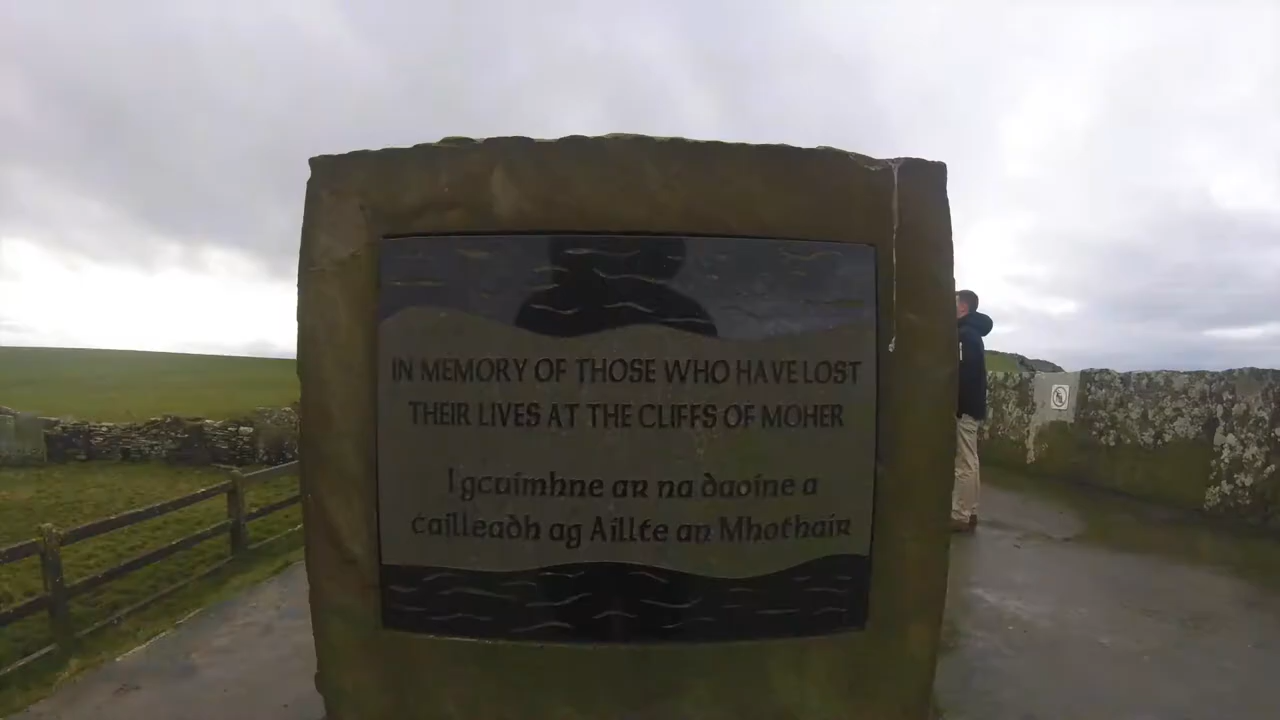 IN MEMORY OF THOSE WHO HAVE LOST
THEIR LIVES AT THE CLIFFS OF MOHER
I gcuimhne ar na daoine a
cailleadh ag Aillte an Mhothair